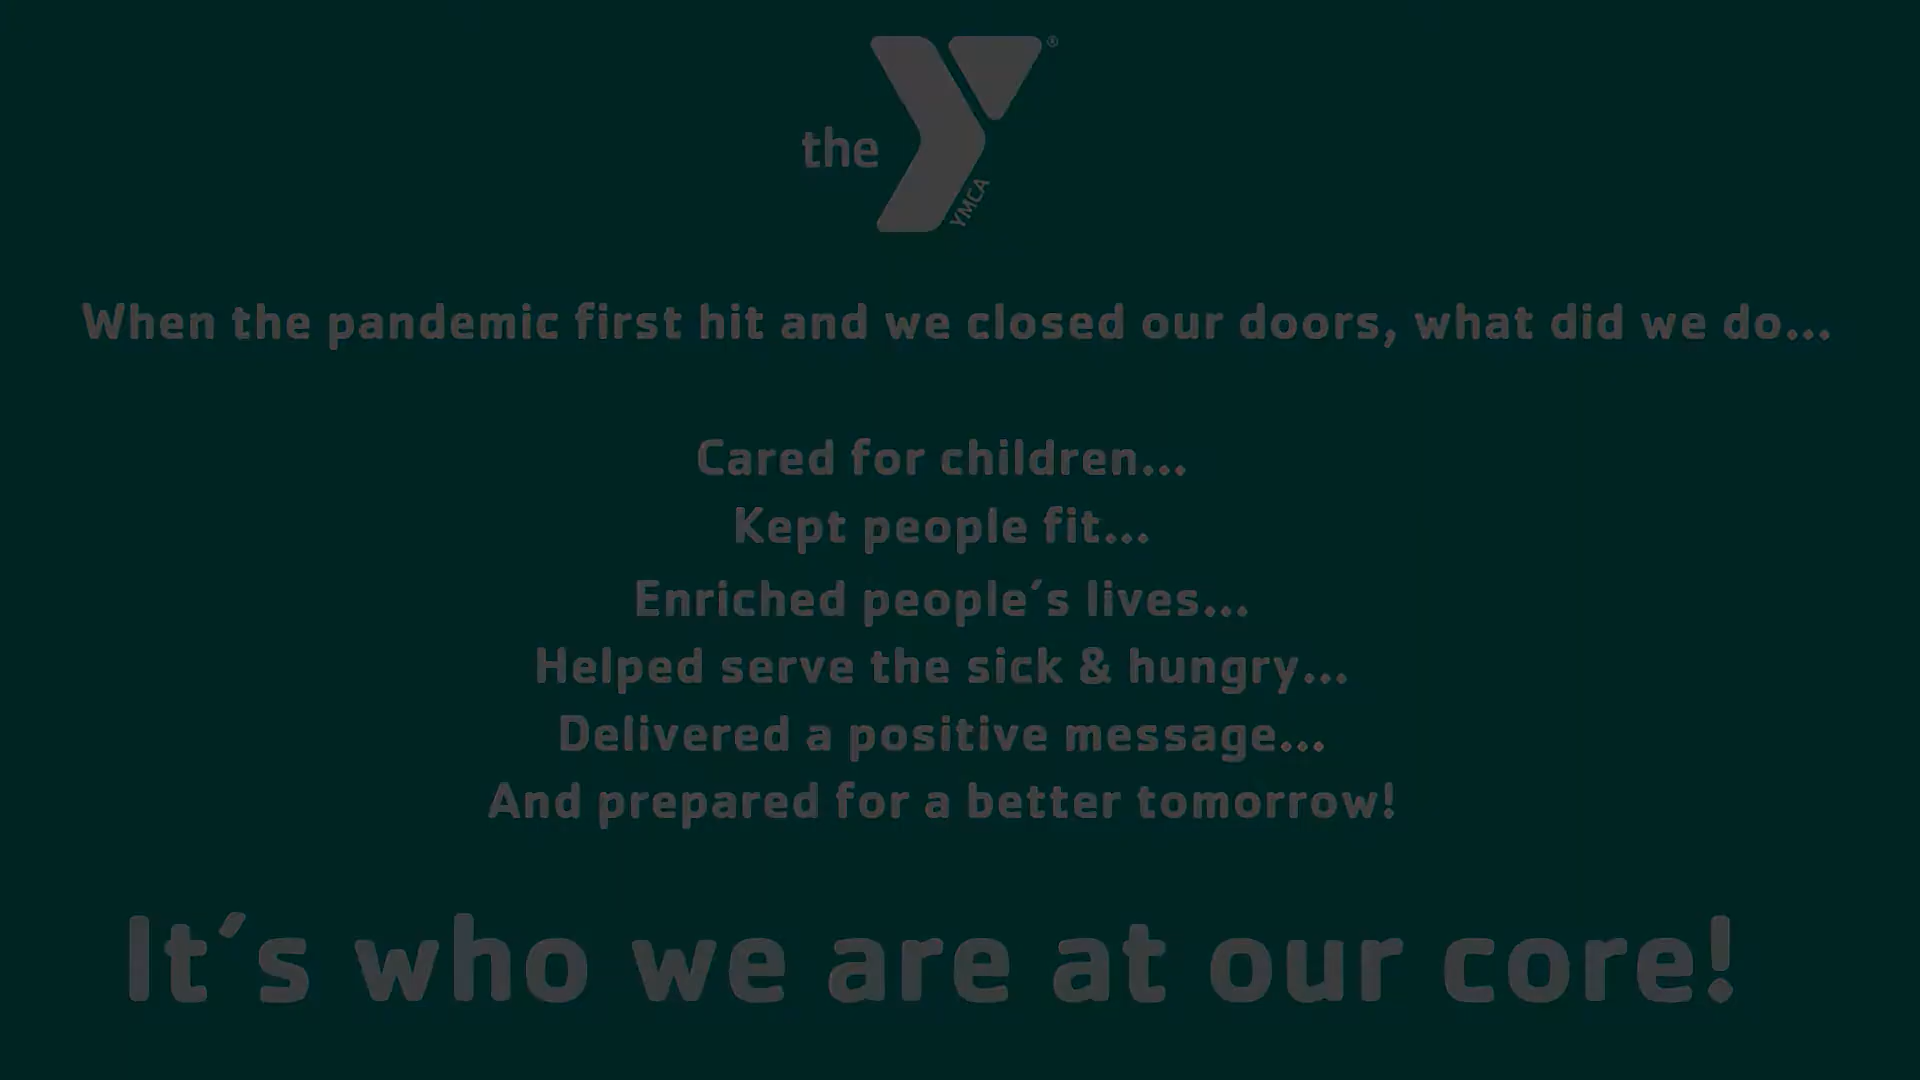 the
YMCA
®
When the pandemic first hit and we closed our doors, what did we do...
Cared for children...
Kept people fit...
Enriched people´s lives...
Helped serve the sick & hungry...
Delivered a positive message...
And prepared for a better tomorrow!
It´s who we are at our core!